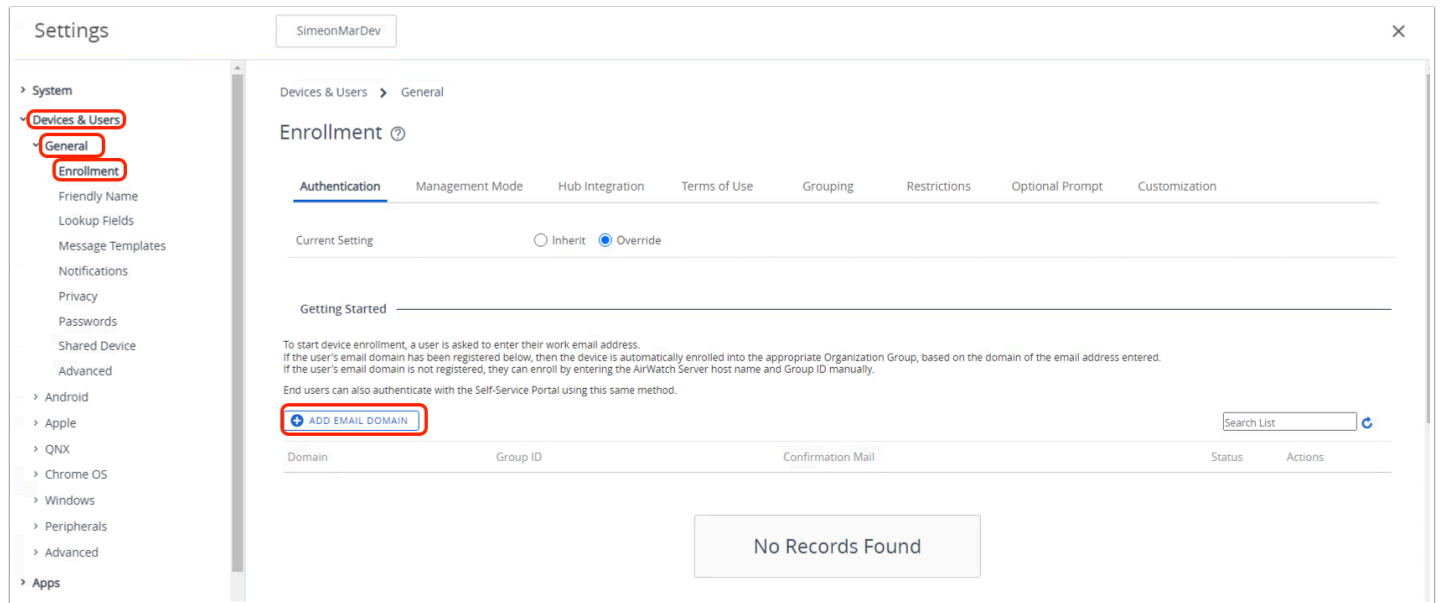 Settings
SimeonMarDev
System
Devices & Users
General
Enrollment
Friendly Name
Lookup Fields
Message Templates
Notifications
Privacy
Passwords
Shared Device
Advanced
Android
Apple
QNX
Chrome OS
Windows
Peripherals
Advanced
Apps
Devices & Users > General
Enrollment
Authentication Management Mode Hub Integration Terms of Use Grouping Restrictions Optional Prompt Customization
Current Setting Inherit Override
Getting Started
To start device enrollment, a user is asked to enter their work email address.
If the user's email domain has been registered below, then the device is automatically enrolled into the appropriate Organization Group, based on the domain of the email address entered.
If the user's email domain is not registered, they can enroll by entering the AirWatch Server host name and Group ID manually.
End users can also authenticate with the Self-Service Portal using this same method.
ADD EMAIL DOMAIN Search List
Domain Group ID Confirmation Mail Status Actions
No Records Found